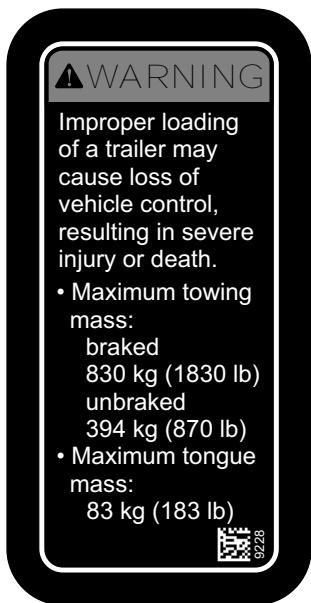 WARNING
Improper loading
of a trailer may
cause loss of
vehicle control,
resulting in severe
injury or death.
• Maximum towing
mass:
braked
830 kg (1830 lb)
unbraked
394 kg (870 lb)
• Maximum tongue
mass:
83 kg (183 lb)
9228